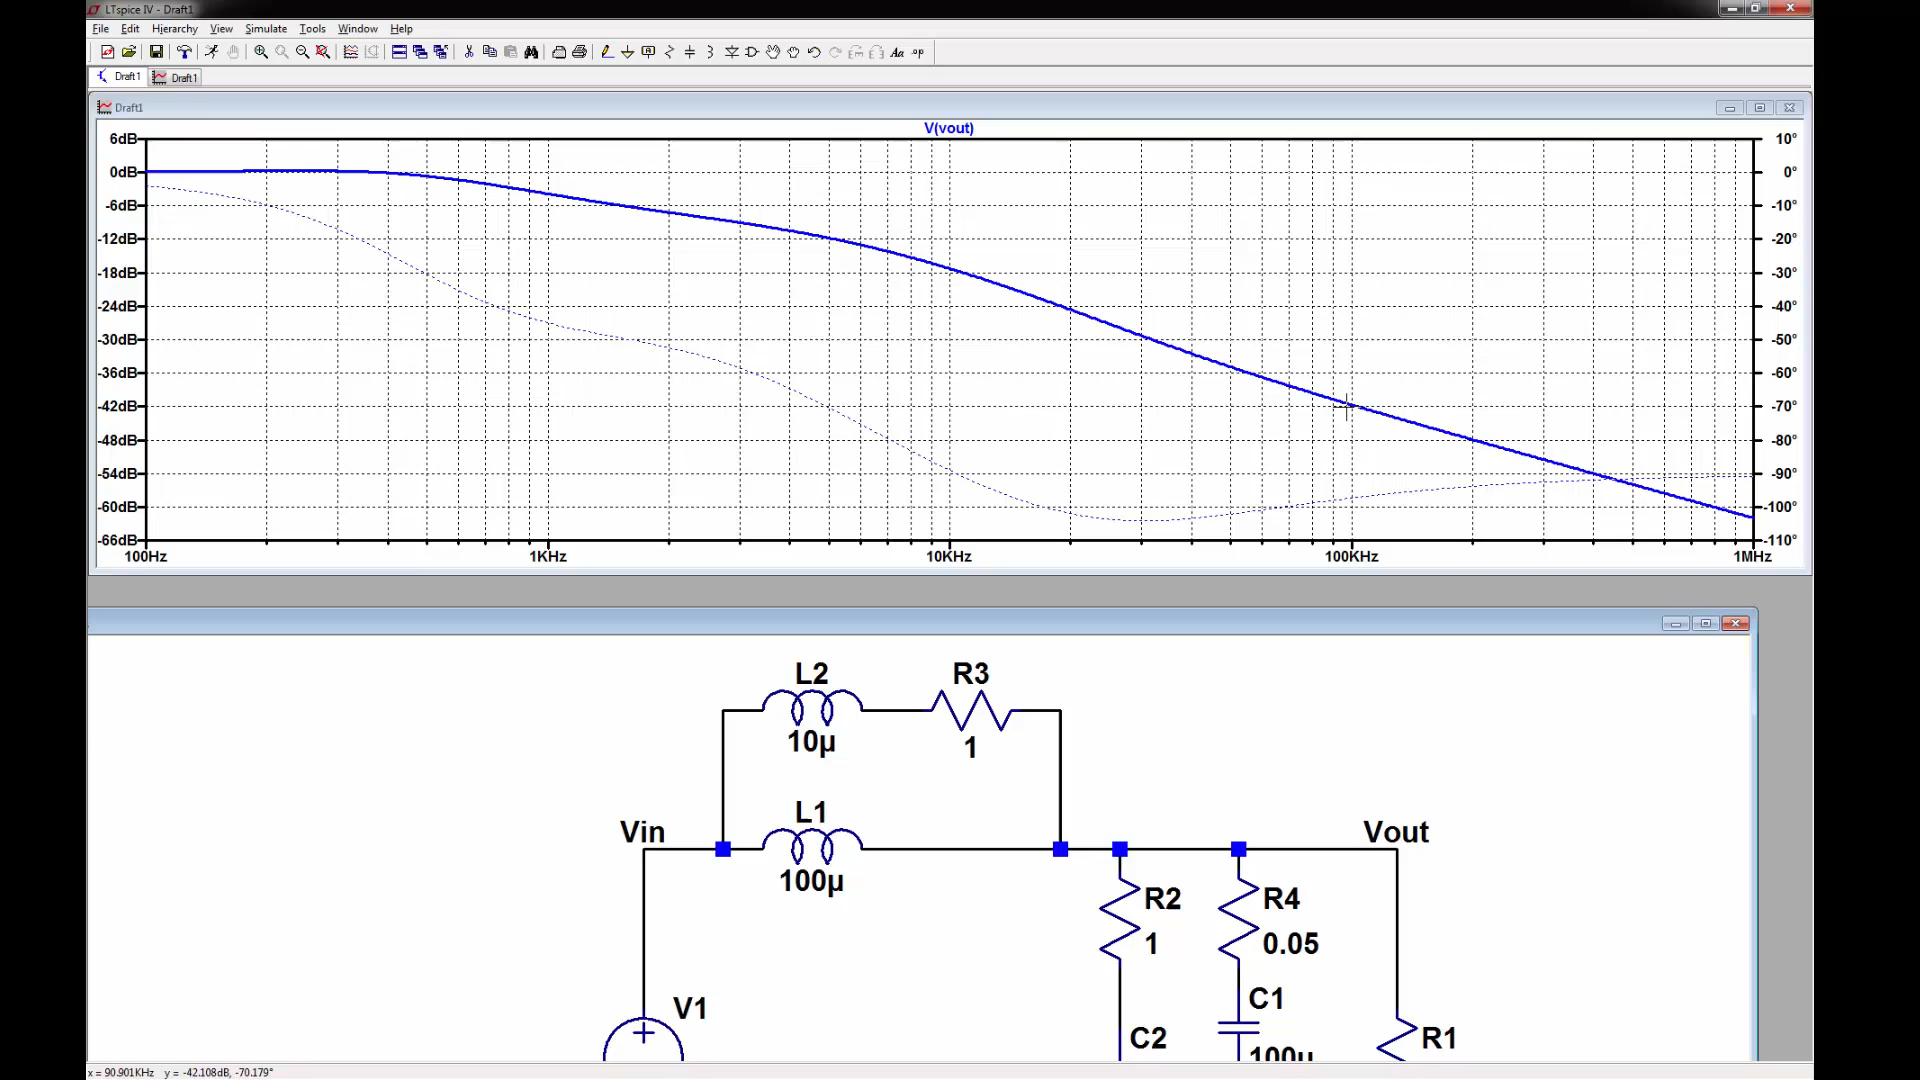 LTspice IV - Draft1
File Edit Hierarchy View Simulate Tools Window Help
Draft1 Draft1
Draft1
V(vout)
6dB 10°
0dB 0°
-6dB -10°
-12dB -20°
-18dB -30°
-24dB -40°
-30dB -50°
-36dB -60°
-42dB -70°
-48dB -80°
-54dB -90°
-60dB -100°
-66dB -110°
100Hz 1KHz 10KHz 100KHz 1MHz
L2 R3
10µ 1
L1
Vin Vout
100µ
R2 R4
1 0.05
V1 C1
C2 R1
100µ
x = 90.901KHz y = -42.108dB, -70.179°